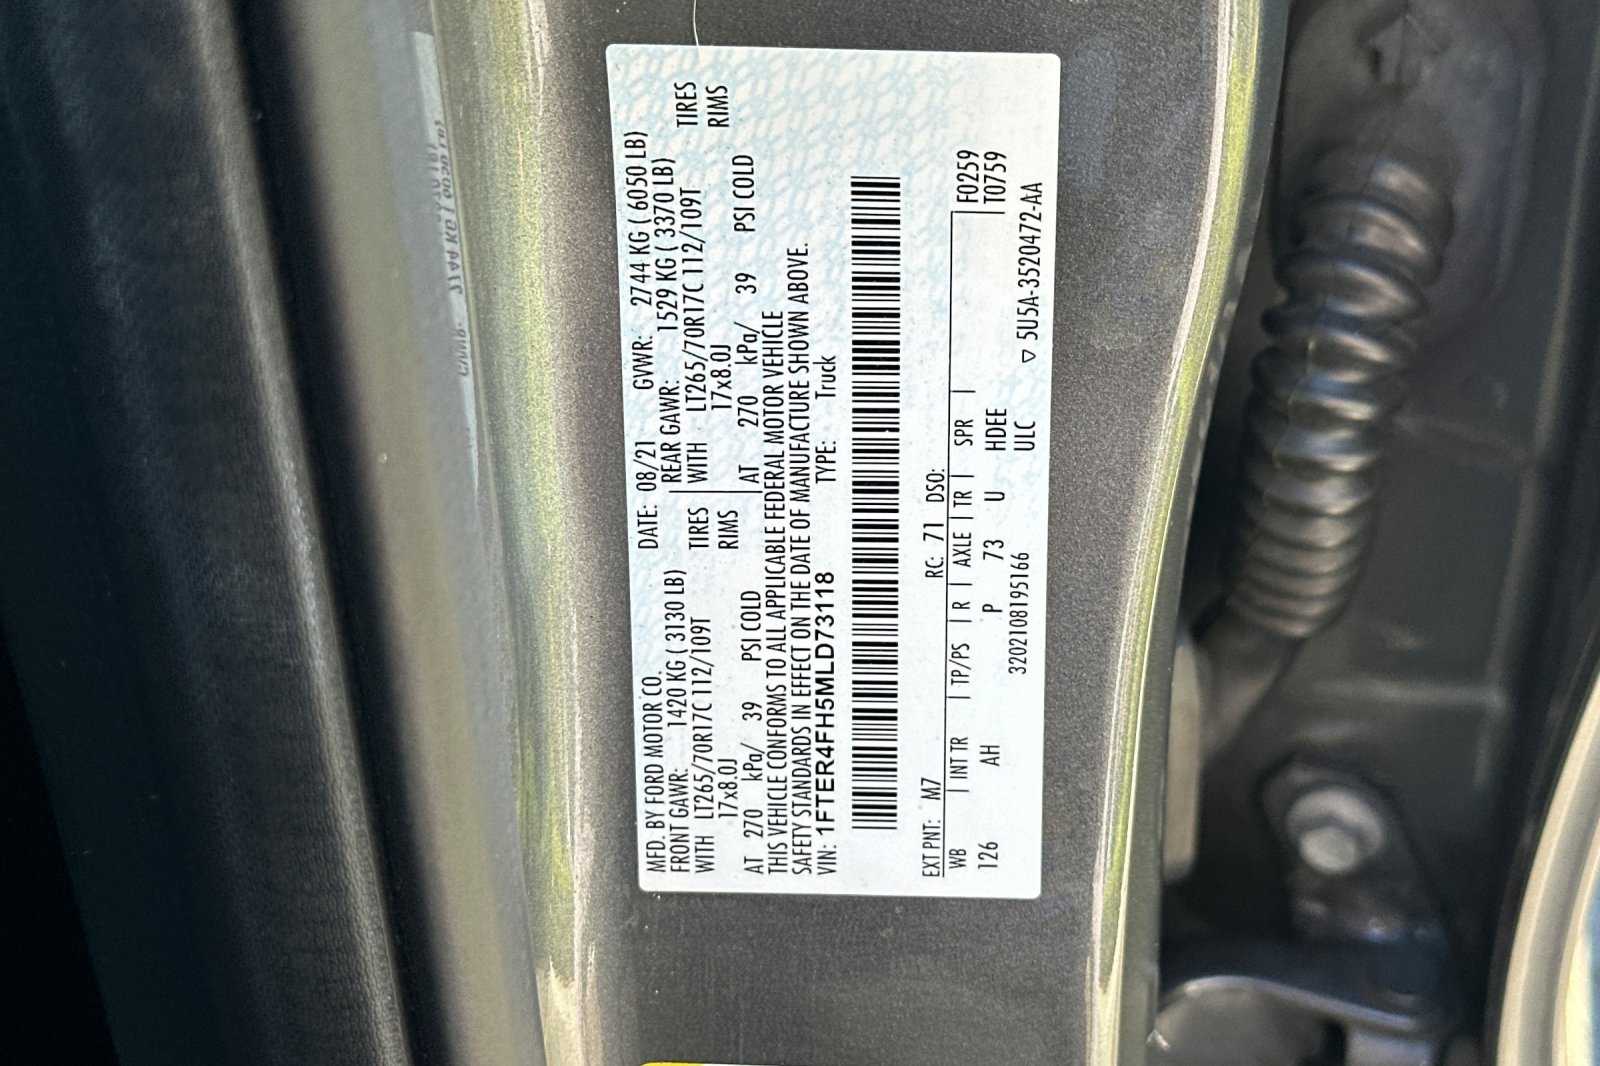 MFD. BY FORD MOTOR CO. DATE: 08/21 GVWR: 2744 KG ( 6050 LB)
FRONT GAWR: 1420 KG ( 3130 LB) REAR GAWR: 1529 KG ( 3370 LB)
WITH LT265/70R17C 112/109T TIRES WITH LT265/70R17C 112/109T TIRES
17x8.0J RIMS 17x8.0J RIMS
AT 270 kPa/ 39 PSI COLD AT 270 kPa/ 39 PSI COLD
THIS VEHICLE CONFORMS TO ALL APPLICABLE FEDERAL MOTOR VEHICLE
SAFETY STANDARDS IN EFFECT ON THE DATE OF MANUFACTURE SHOWN ABOVE.
VIN: 1FTER4FH5MLD73118 TYPE: Truck
EXT PNT: M7 RC: 71 DSO: F0259
WB INT TR TP/PS R AXLE TR SPR T0759
126 AH P 73 U HDEE
3202108195166 ULC
5U5A-3520472-AA